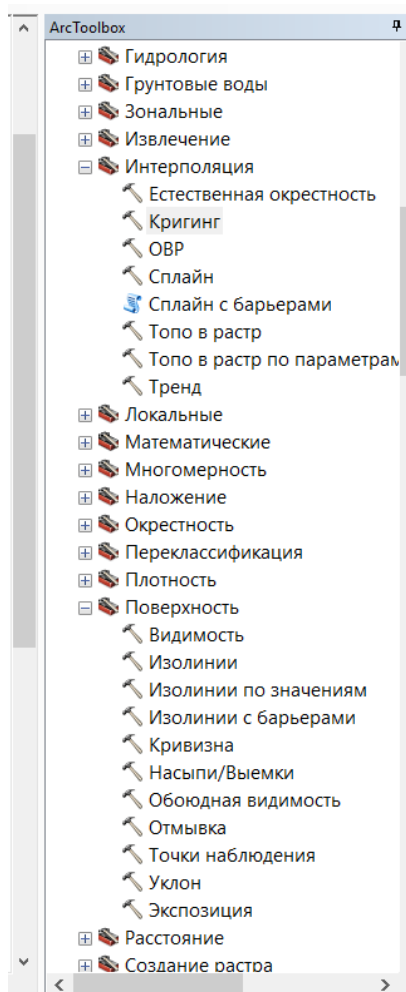 ArcToolbox
Гидрология
Грунтовые воды
Зональные
Извлечение
Интерполяция
Естественная окрестность
Кригинг
ОВР
Сплайн
Сплайн с барьерами
Топо в растр
Топо в растр по параметрам
Тренд
Локальные
Математические
Многомерность
Наложение
Окрестность
Переклассификация
Плотность
Поверхность
Видимость
Изолинии
Изолинии по значениям
Изолинии с барьерами
Кривизна
Насыпи/Выемки
Обоюдная видимость
Отмывка
Точки наблюдения
Уклон
Экспозиция
Расстояние
Создание растра